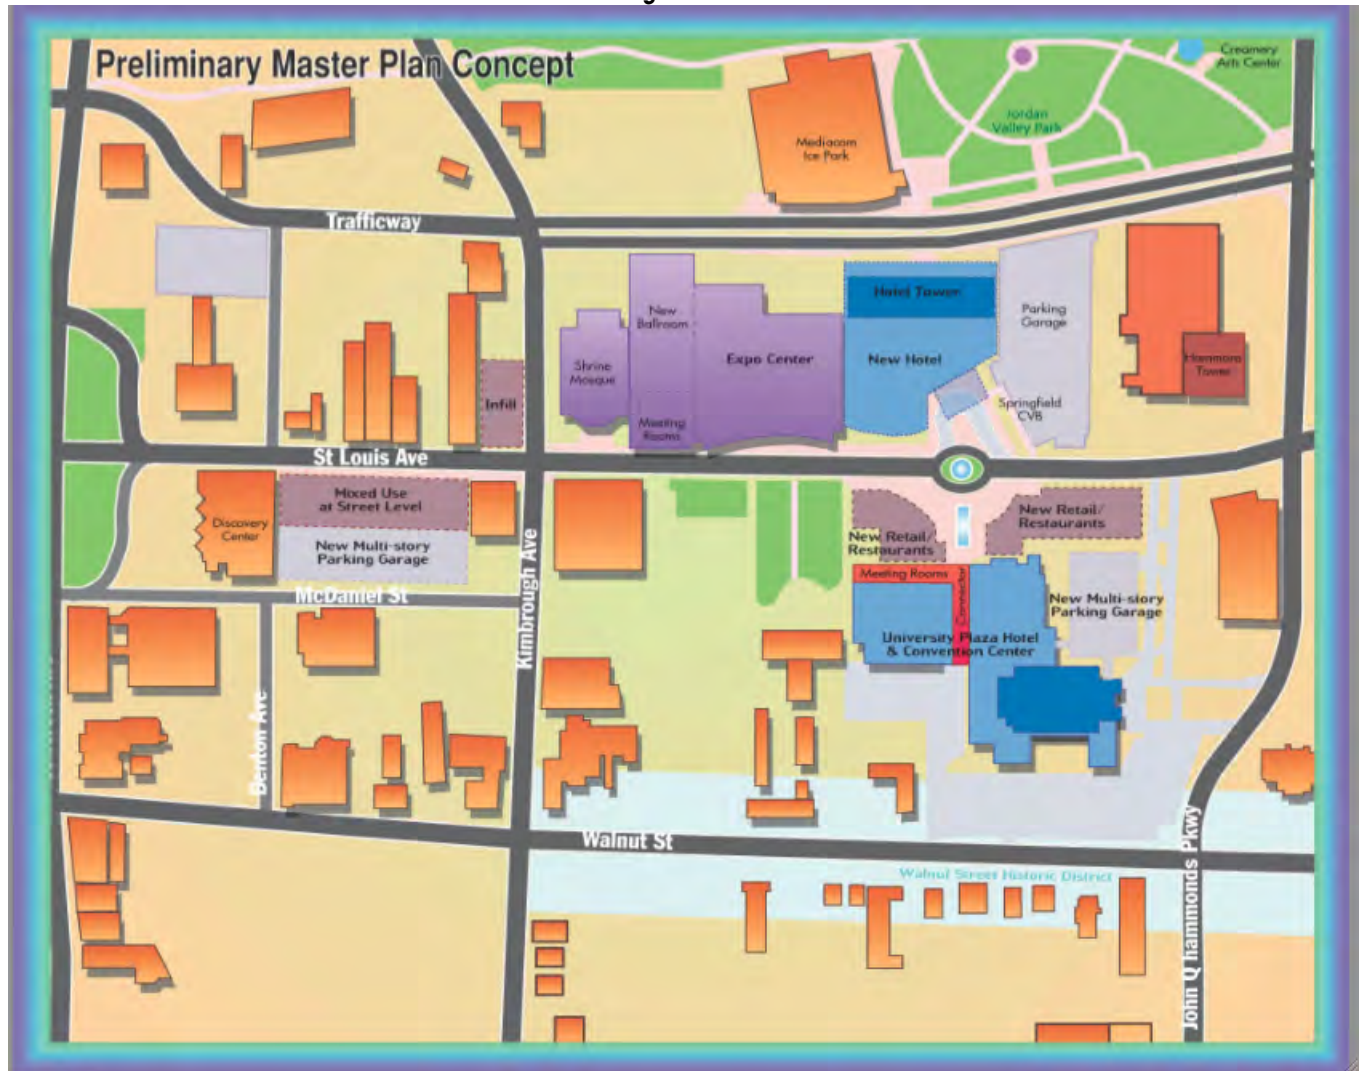 Preliminary Master Plan Concept
Creamery
Arts Center
Jordan
Valley Park
Mediacom
Ice Park
Trafficway
Hotel Tower
New
Ballroom
Parking
Garage
Expo Center
New Hotel
Shrine
Mosque
Hammons
Tower
Infill
Springfield
CVB
Meeting
Rooms
St Louis Ave
Mixed Use
at Street Level
Discovery
Center
New Multi-story
Parking Garage
New Retail/
Restaurants
New Retail/
Restaurants
Kimbrough Ave
Meeting Rooms
Connector
McDaniel St
New Multi-story
Parking Garage
University Plaza Hotel
& Convention Center
Benton Ave
Walnut St
Walnut Street Historic District
John Q hammonds Pkwy